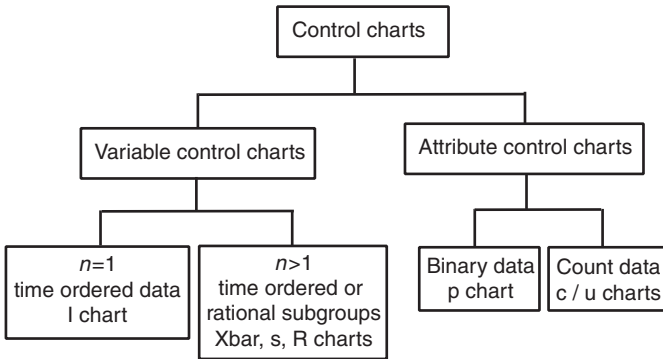 Control charts
Variable control charts
Attribute control charts
n=1
time ordered data
I chart
n>1
time ordered or
rational subgroups
Xbar, s, R charts
Binary data
p chart
Count data
c / u charts